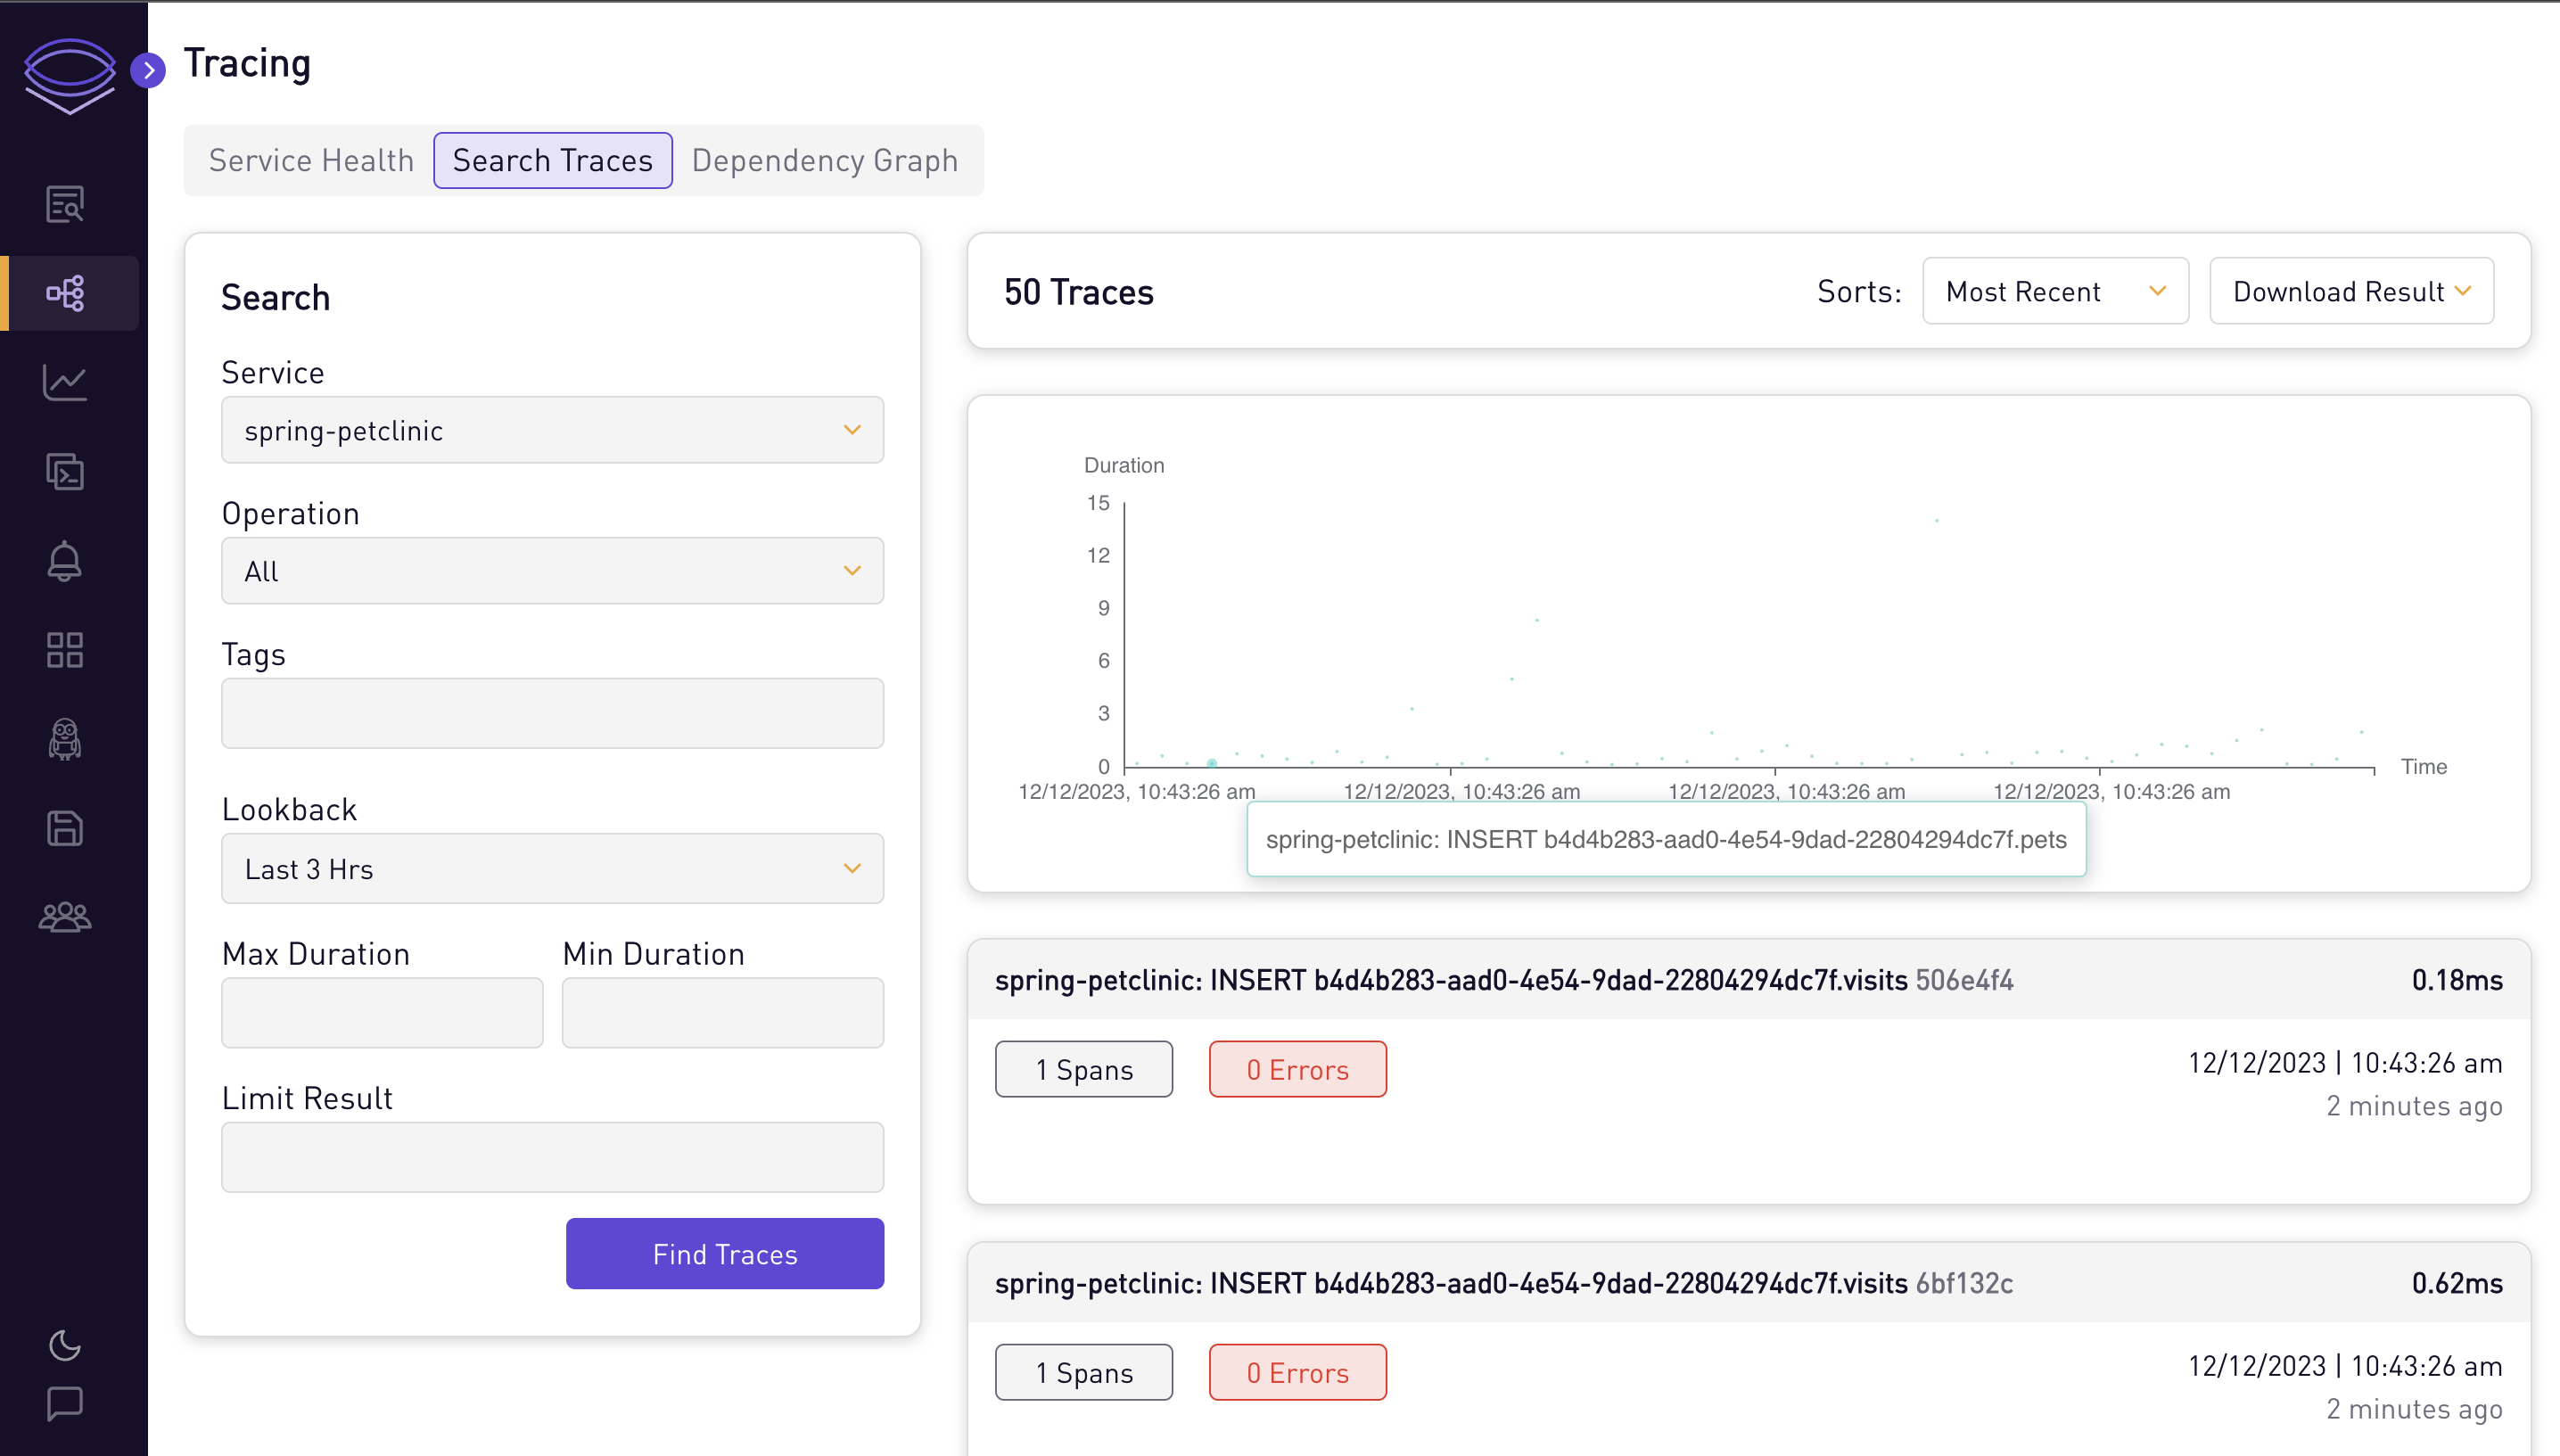 Tracing
Service Health
Search Traces
Dependency Graph
Search
Service
spring-petclinic
Operation
All
Tags
Lookback
Last 3 Hrs
Max Duration
Min Duration
Limit Result
Find Traces
50 Traces
Sorts:
Most Recent
Download Result
Duration
15
12
9
6
3
0
Time
12/12/2023, 10:43:26 am
12/12/2023, 10:43:26 am
12/12/2023, 10:43:26 am
12/12/2023, 10:43:26 am
spring-petclinic: INSERT b4d4b283-aad0-4e54-9dad-22804294dc7f.pets
spring-petclinic: INSERT b4d4b283-aad0-4e54-9dad-22804294dc7f.visits 506e4f4
0.18ms
1 Spans
0 Errors
12/12/2023 | 10:43:26 am
2 minutes ago
spring-petclinic: INSERT b4d4b283-aad0-4e54-9dad-22804294dc7f.visits 6bf132c
0.62ms
1 Spans
0 Errors
12/12/2023 | 10:43:26 am
2 minutes ago